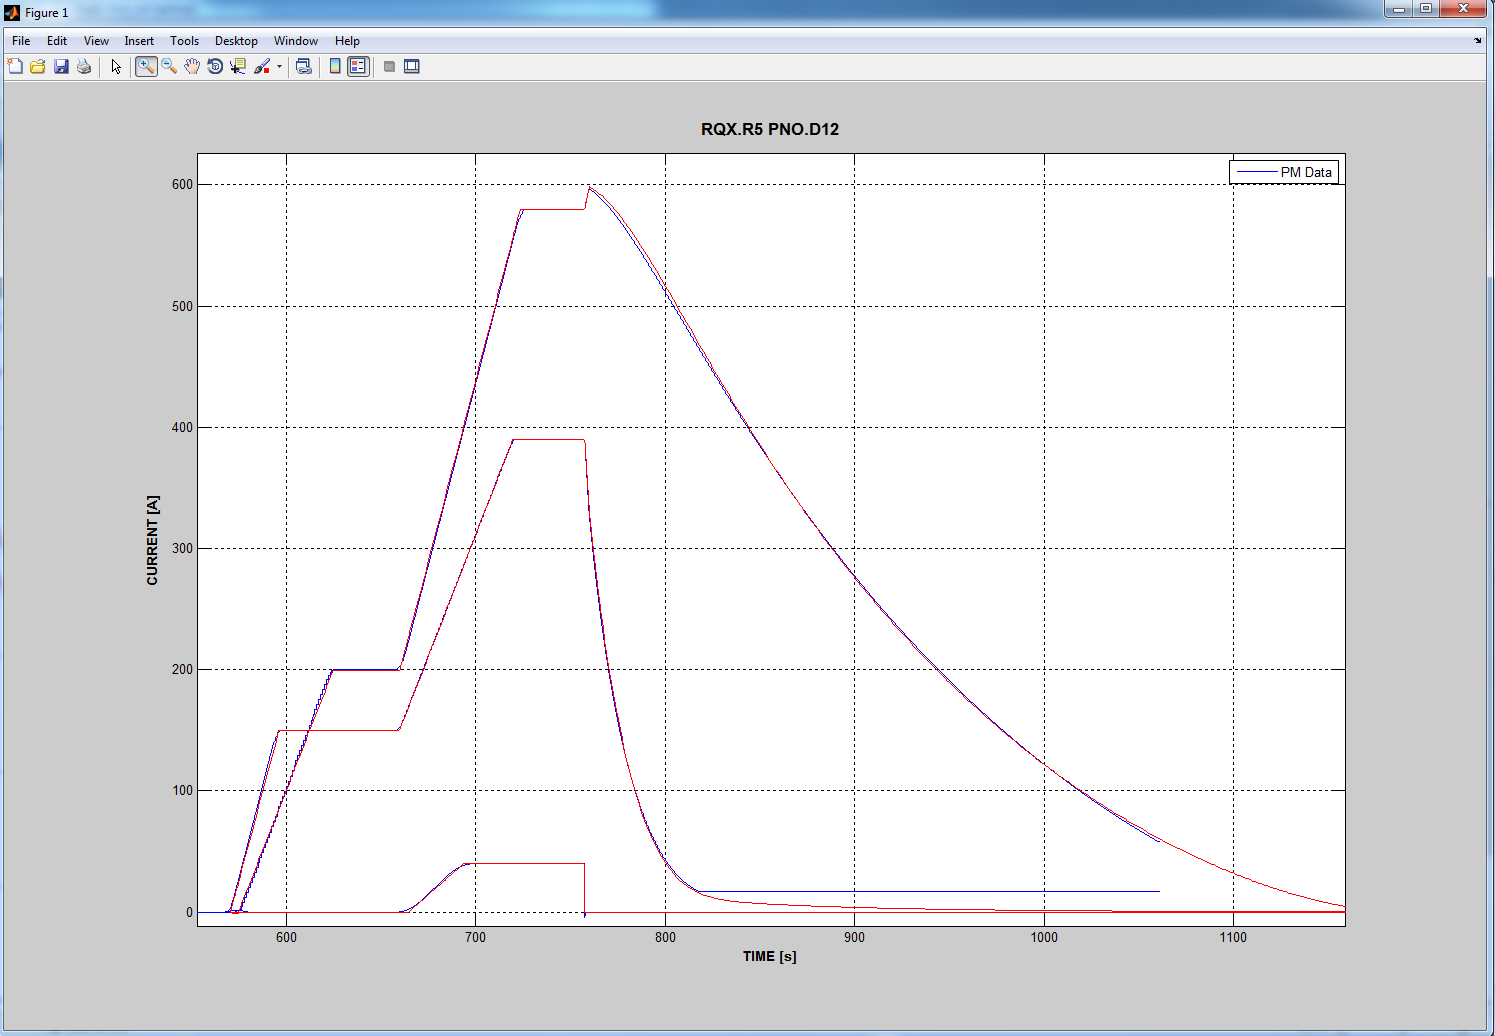 Figure 1
File Edit View Insert Tools Desktop Window Help
RQX.R5 PNO.D12
PM Data
600
500
400
300
200
100
0
CURRENT [A]
600 700 800 900 1000 1100
TIME [s]